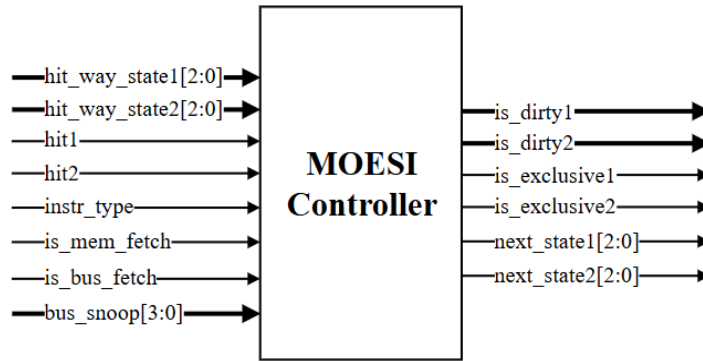 hit_way_state1[2:0]
hit_way_state2[2:0]
hit1
hit2
instr_type
is_mem_fetch
is_bus_fetch
bus_snoop[3:0]
MOESI
Controller
is_dirty1
is_dirty2
is_exclusive1
is_exclusive2
next_state1[2:0]
next_state2[2:0]